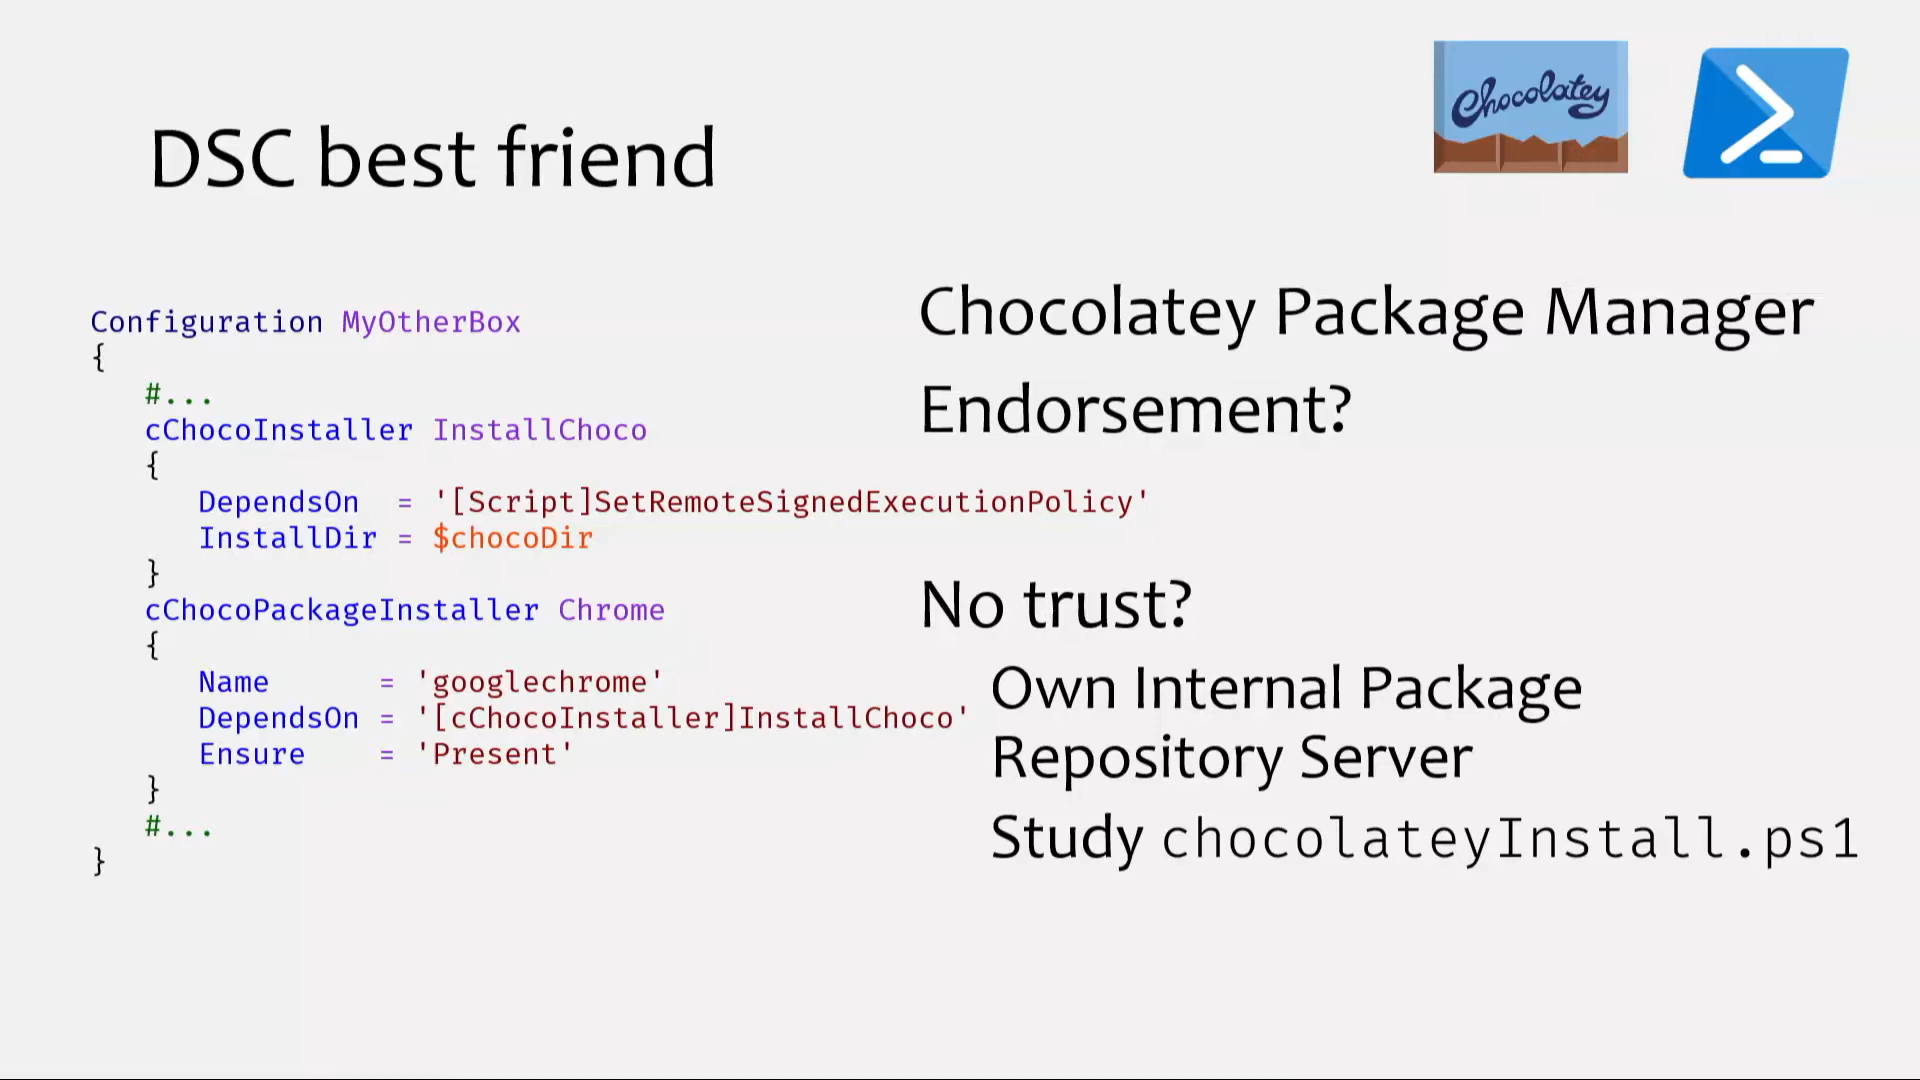 Chocolatey
DSC best friend
Configuration MyOtherBox
{
   #...
   cChocoInstaller InstallChoco
   {
      DependsOn  = '[Script]SetRemoteSignedExecutionPolicy'
      InstallDir = $chocoDir
   }
   cChocoPackageInstaller Chrome
   {
      Name      = 'googlechrome'
      DependsOn = '[cChocoInstaller]InstallChoco'
      Ensure    = 'Present'
   }
   #...
}
Chocolatey Package Manager
Endorsement?
No trust?
Own Internal Package
Repository Server
Study chocolateyInstall.ps1